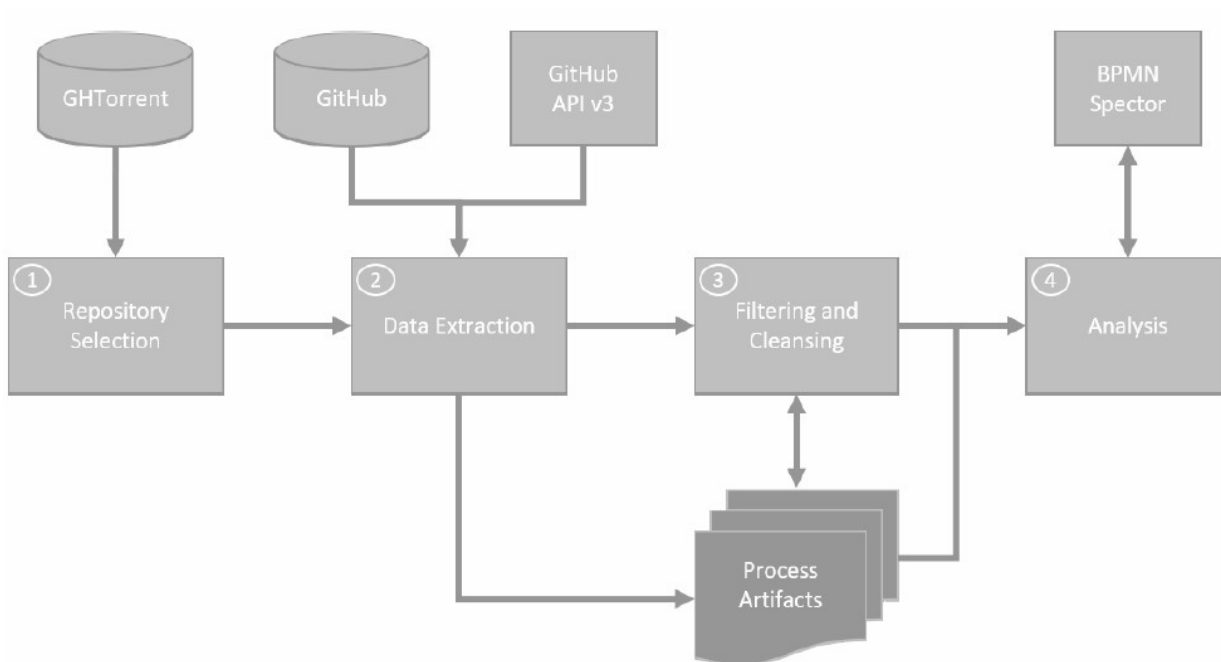 GHTorrent
GitHub
GitHub
API v3
BPMN
Spector
1
Repository
Selection
2
Data Extraction
3
Filtering and
Cleansing
4
Analysis
Process
Artifacts